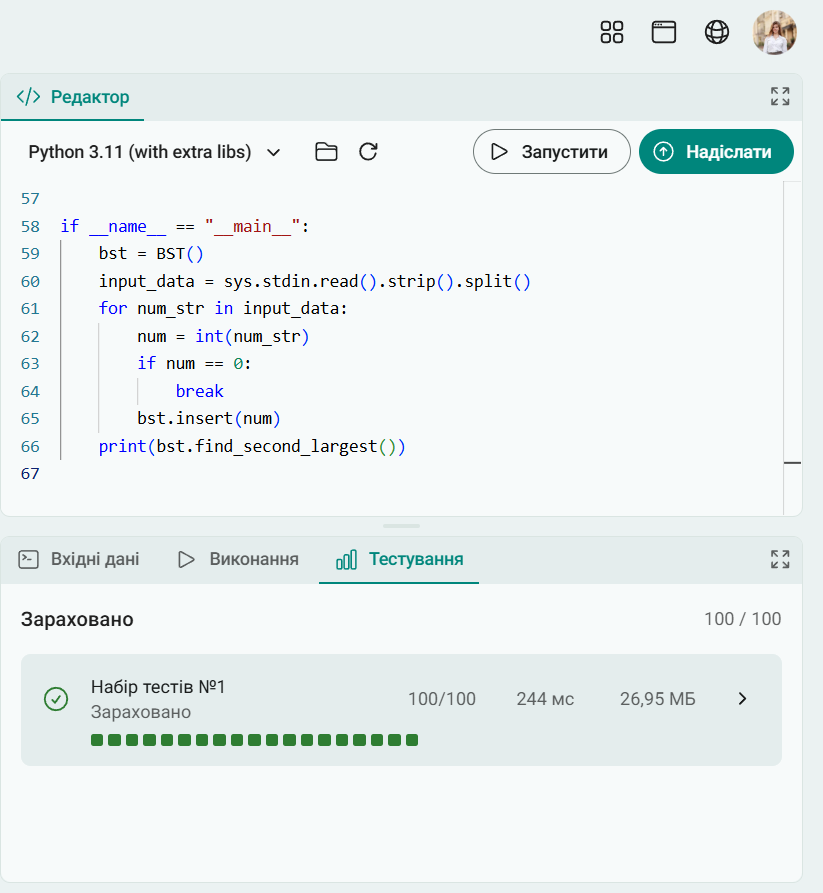 Редактор
Python 3.11 (with extra libs)
Запустити
Надіслати
57
58 if __name__ == "__main__":
59 bst = BST()
60 input_data = sys.stdin.read().strip().split()
61 for num_str in input_data:
62 num = int(num_str)
63 if num == 0:
64 break
65 bst.insert(num)
66 print(bst.find_second_largest())
67
Вхідні дані
Виконання
Тестування
Зараховано
100 / 100
Набір тестів №1
Зараховано
100/100
244 мс
26,95 МБ